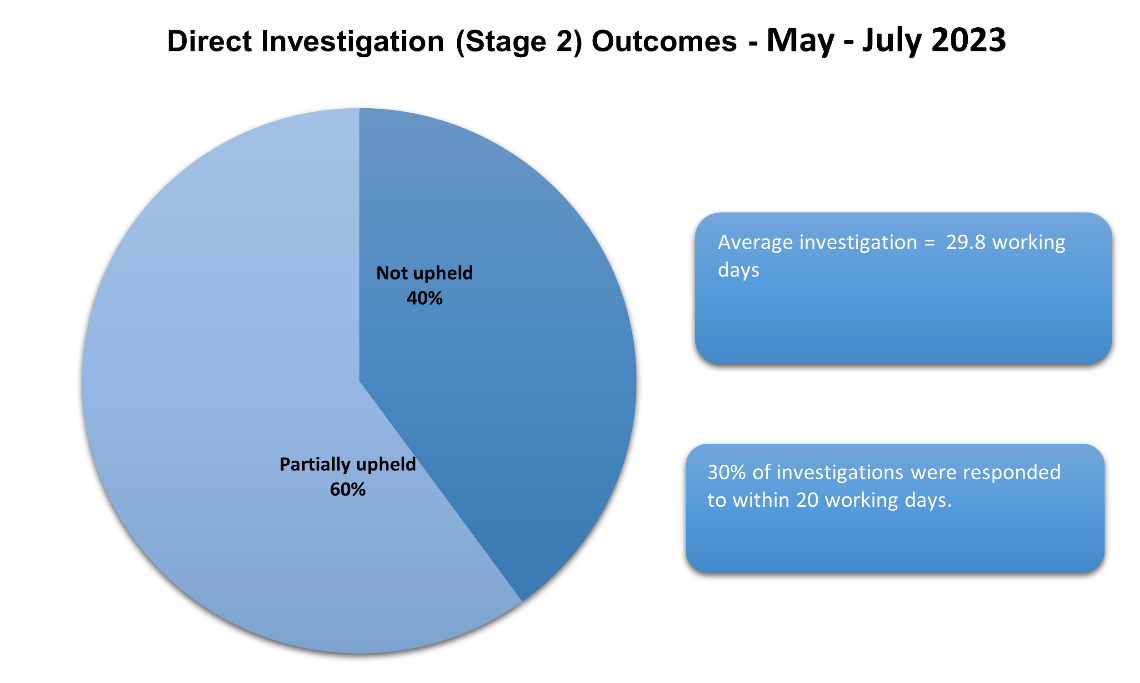 Direct Investigation (Stage 2) Outcomes - May - July 2023
Not upheld
40%
Partially upheld
60%
Average investigation =  29.8 working
days
30% of investigations were responded
to within 20 working days.